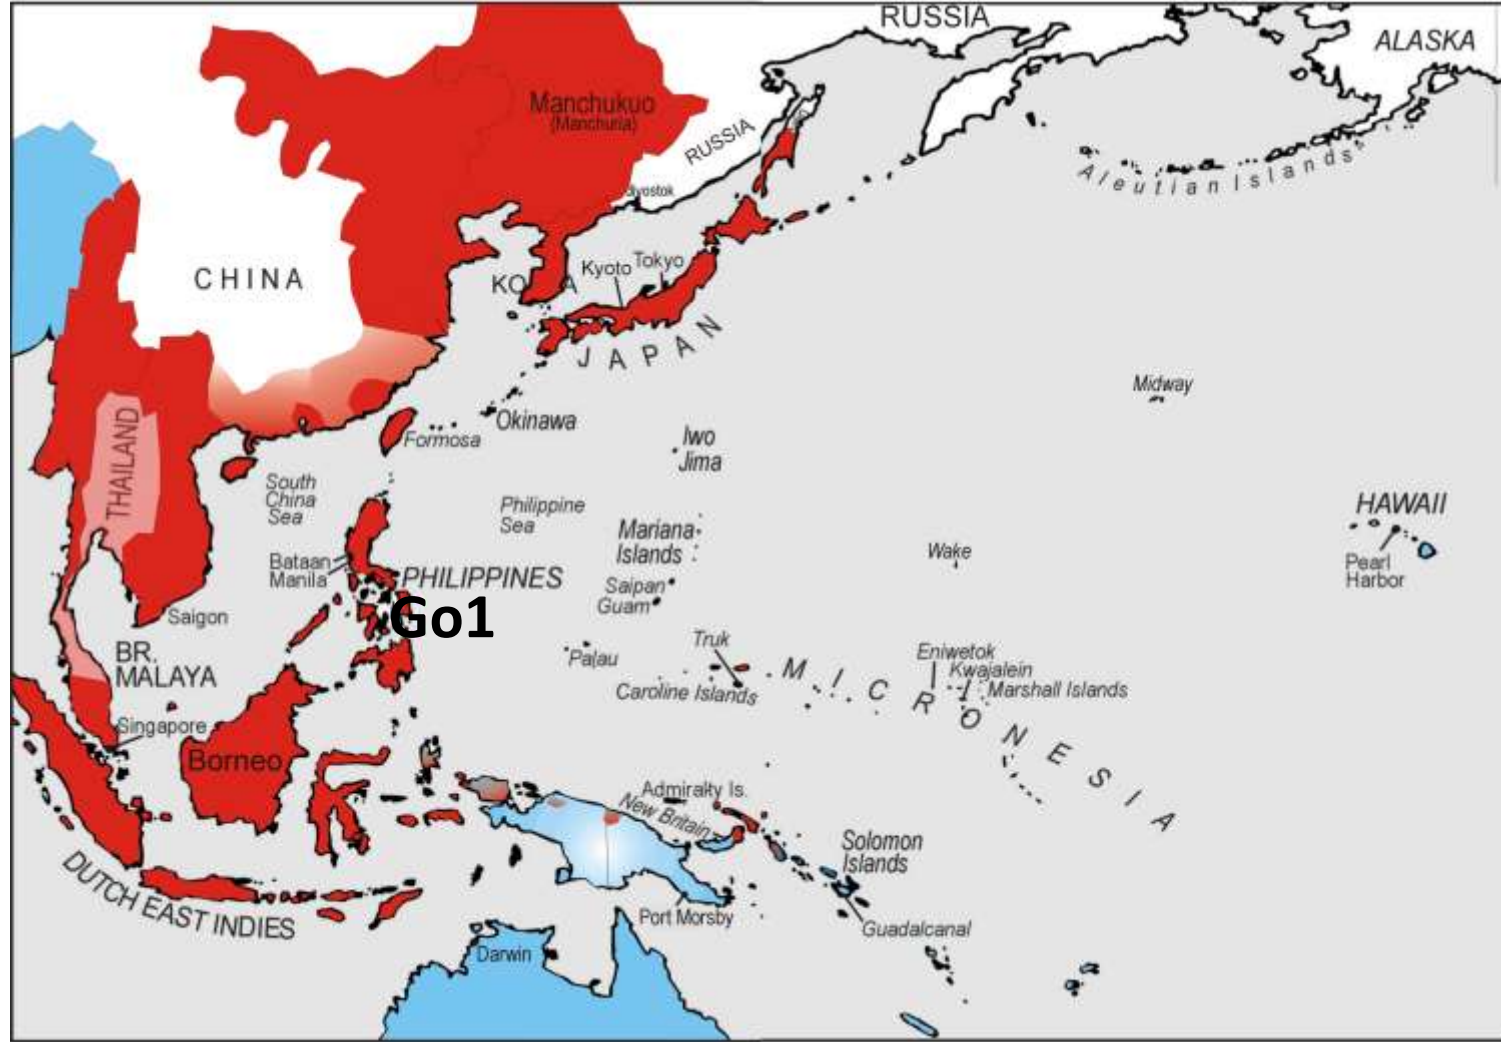 RUSSIA
ALASKA
Manchukuo
(Manchuria)
RUSSIA
Aleutian Islands
CHINA
Kyoto
Tokyo
JAPAN
Midway
THAILAND
Okinawa
Formosa
Iwo
Jima
South
China
Sea
Philippine
Sea
HAWAII
Mariana
Islands
Wake
Pearl
Harbor
Bataan
Manila
PHILIPPINES
Go1
Saipan
Guam
Saigon
BR.
MALAYA
Palau
Truk
Caroline Islands
MICRONESIA
Eniwetok
Kwajalein
Marshall Islands
Singapore
Borneo
Admiralty Is.
New Britain
Solomon
Islands
DUTCH EAST INDIES
Port Morsby
Guadalcanal
Darwin